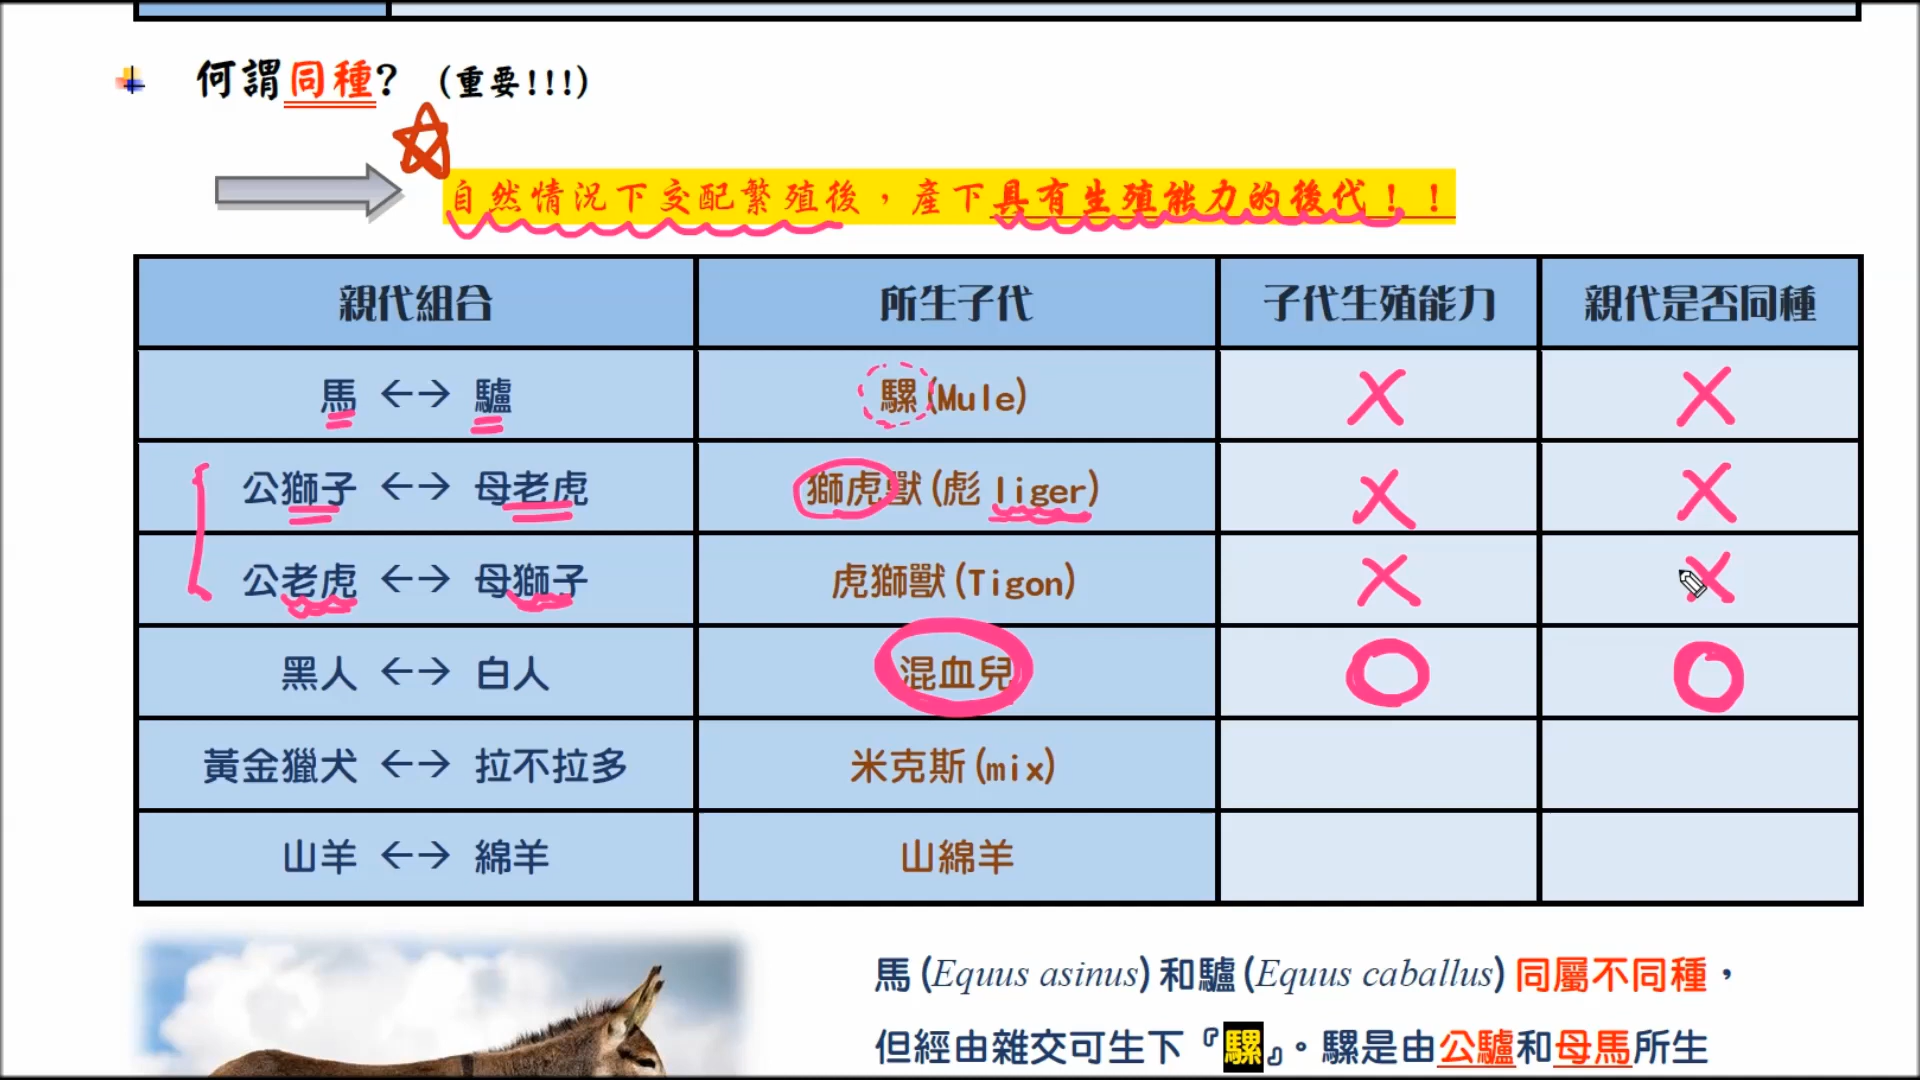 何謂同種? (重要!!!)
自然情況下交配繁殖後，產下具有生殖能力的後代！！
親代組合 所生子代 子代生殖能力 親代是否同種
馬 ←→ 驢 騾(Mule) X X
公獅子 ←→ 母老虎 獅虎獸(彪 liger) X X
公老虎 ←→ 母獅子 虎獅獸(Tigon) X X
黑人 ←→ 白人 混血兒 O O
黃金獵犬 ←→ 拉不拉多 米克斯(mix)
山羊 ←→ 綿羊 山綿羊
馬(Equus asinus)和驢(Equus caballus)同屬不同種，
但經由雜交可生下『騾』。騾是由公驢和母馬所生